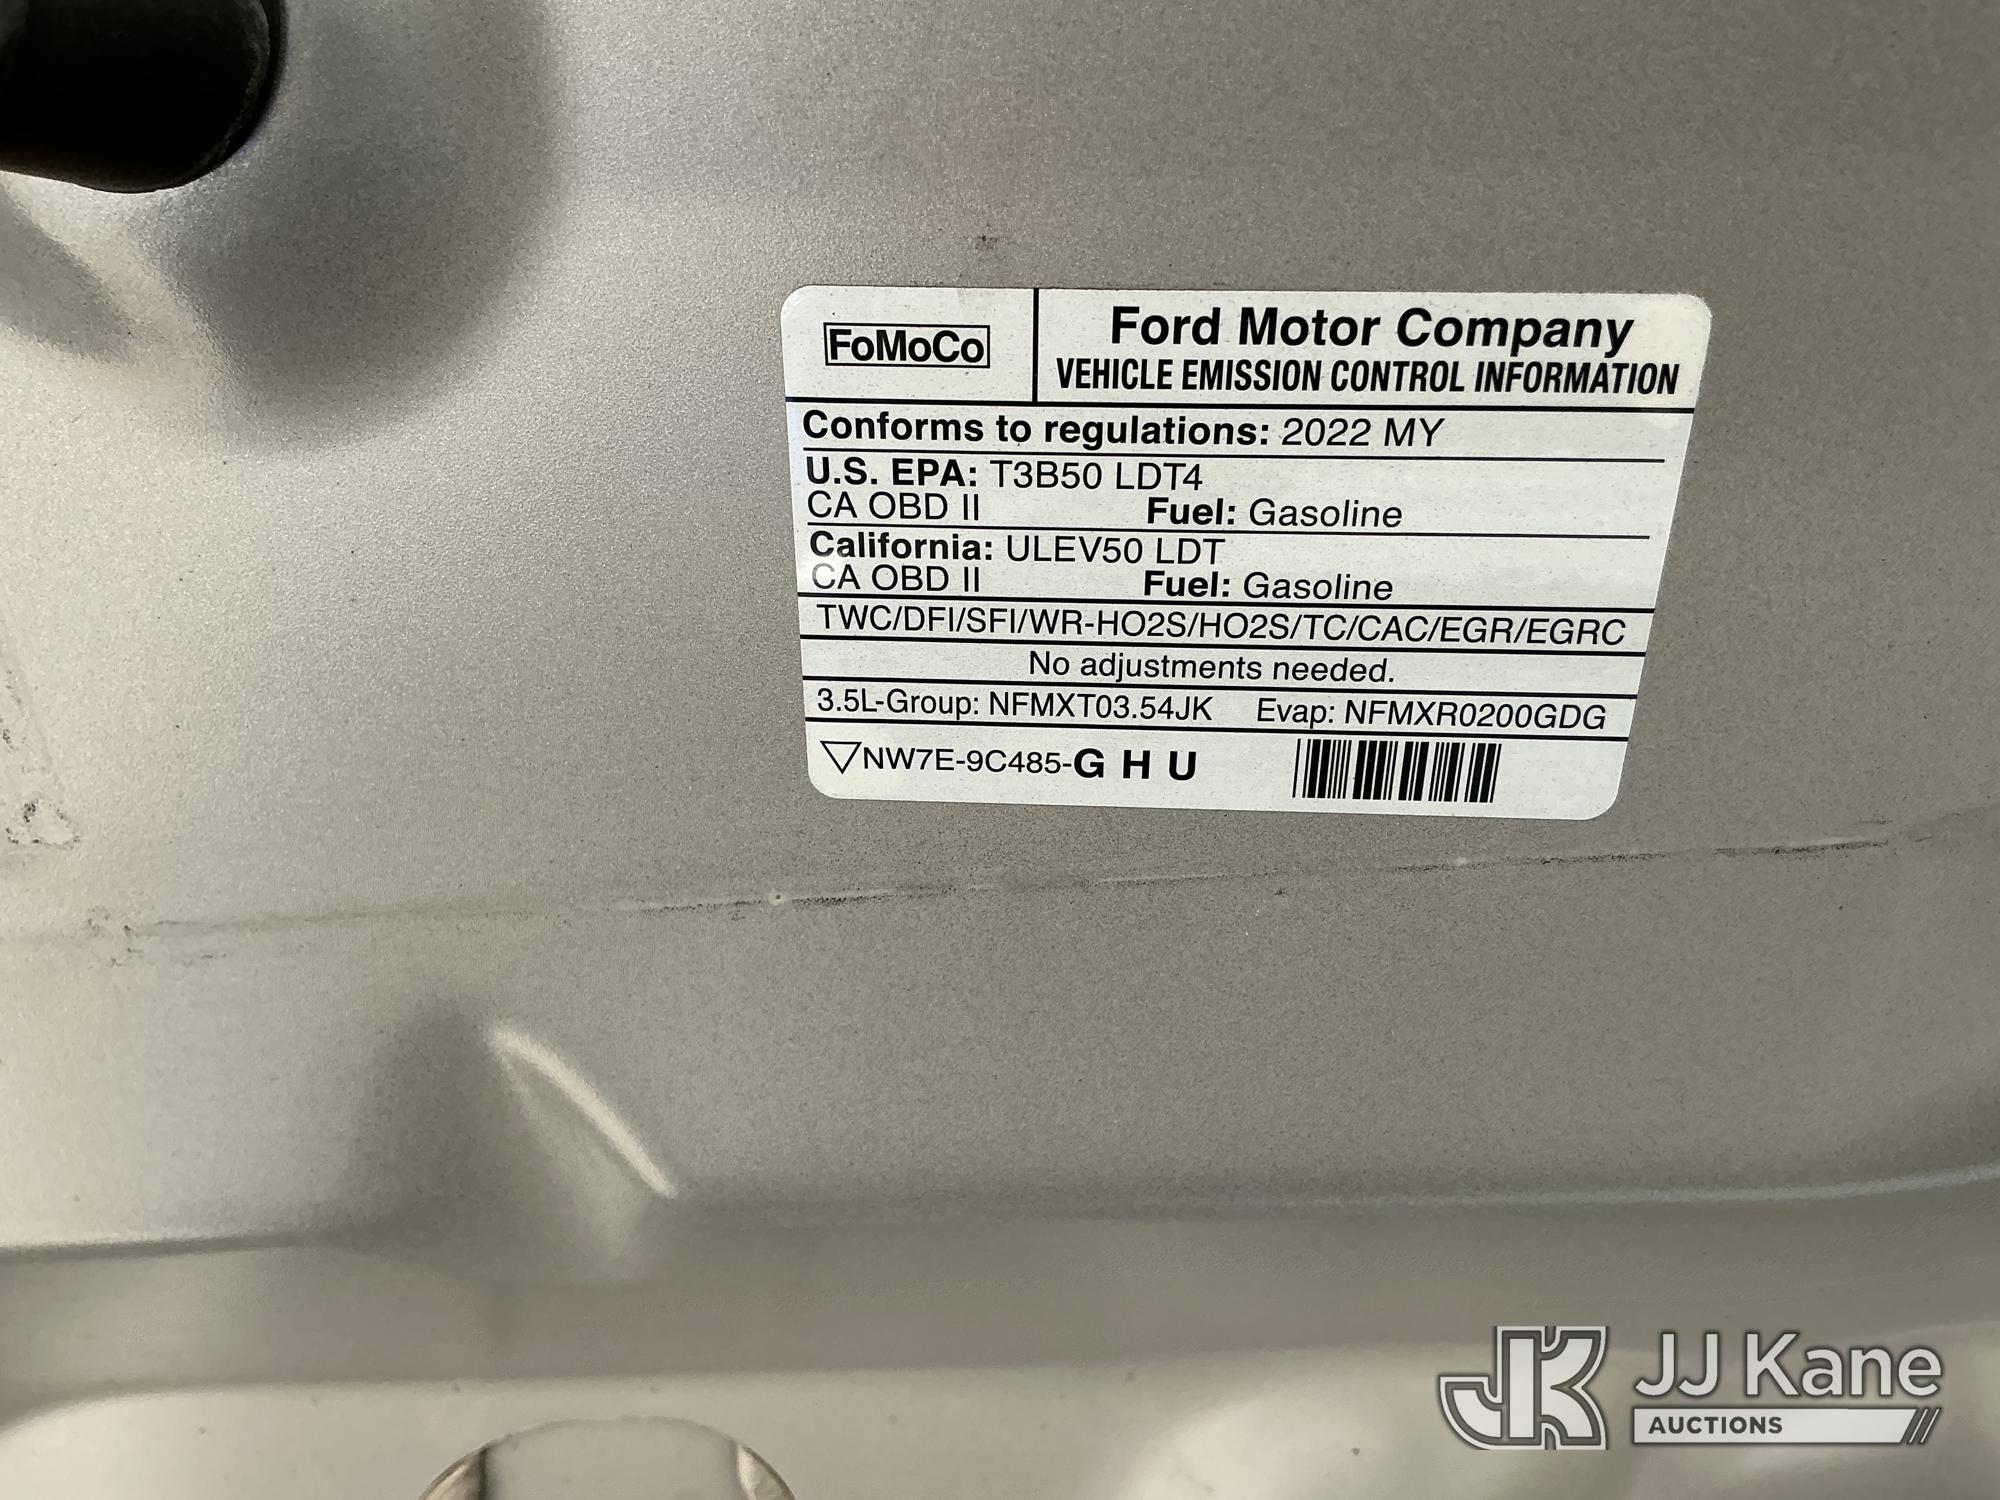 FoMoCo
Ford Motor Company
VEHICLE EMISSION CONTROL INFORMATION
Conforms to regulations: 2022 MY
U.S. EPA: T3B50 LDT4
CA OBD II Fuel: Gasoline
California: ULEV50 LDT
CA OBD II Fuel: Gasoline
TWC/DFI/SFI/WR-HO2S/HO2S/TC/CAC/EGR/EGRC
No adjustments needed.
3.5L-Group: NFMXT03.54JK Evap: NFMXR0200GDG
NW7E-9C485-G H U
JK JJ Kane
AUCTIONS